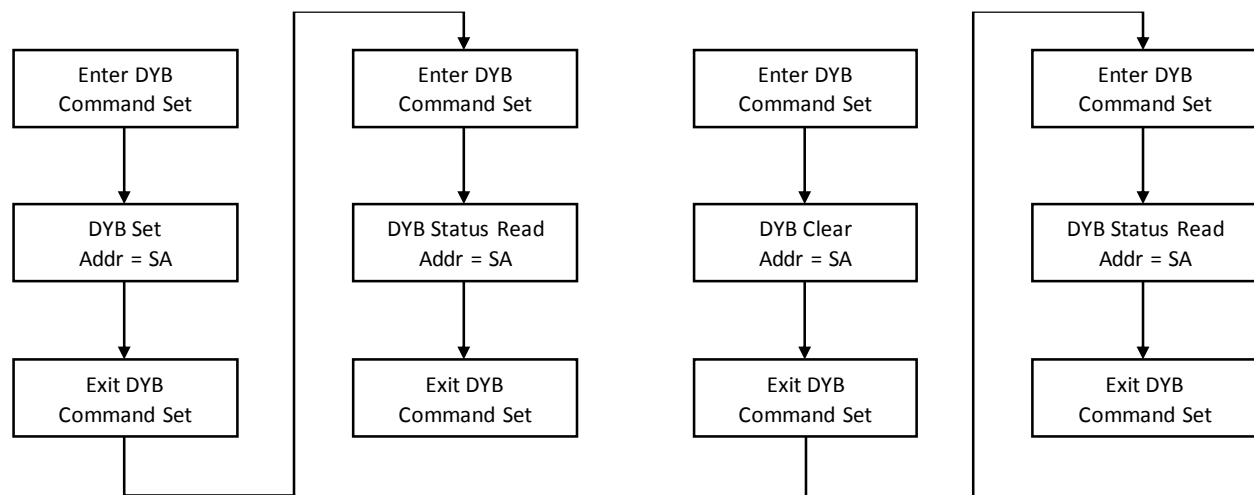 Enter DYB
Command Set
DYB Set
Addr = SA
Exit DYB
Command Set
Enter DYB
Command Set
DYB Status Read
Addr = SA
Exit DYB
Command Set
Enter DYB
Command Set
DYB Clear
Addr = SA
Exit DYB
Command Set
Enter DYB
Command Set
DYB Status Read
Addr = SA
Exit DYB
Command Set